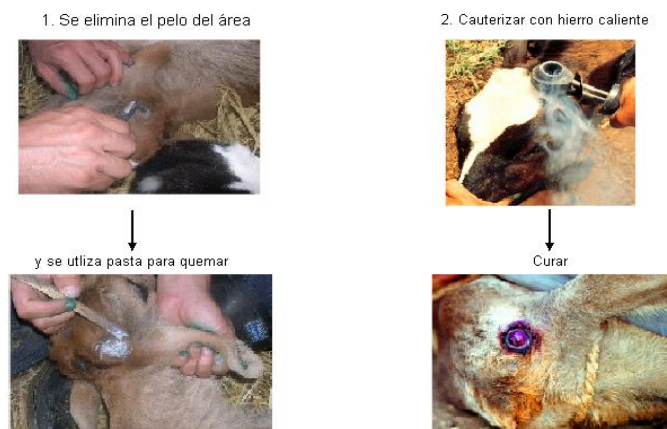 1. Se elimina el pelo del área
2. Cauterizar con hierro caliente
y se utliza pasta para quemar
Curar